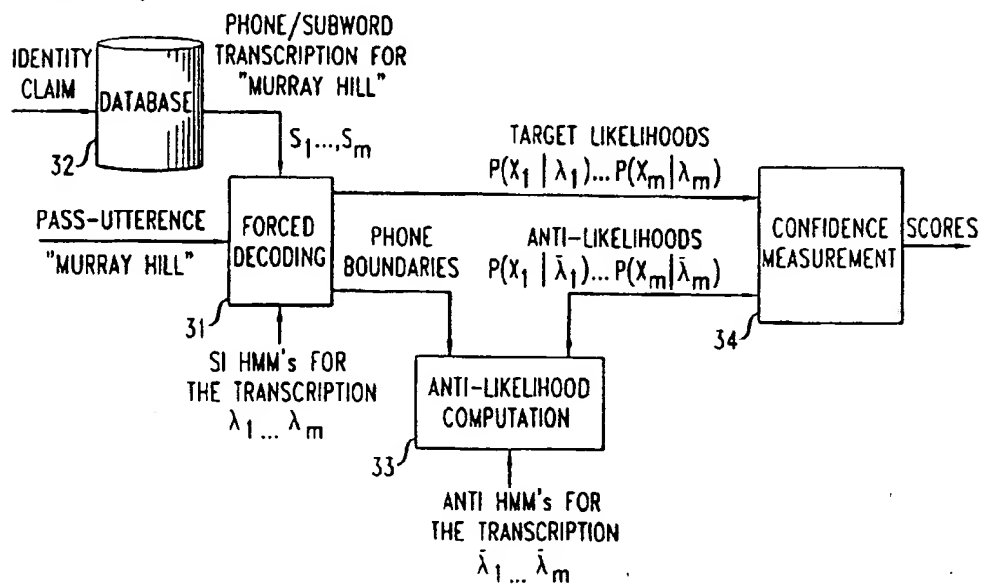 PHONE/SUBWORD
TRANSCRIPTION FOR
"MURRAY HILL"
IDENTITY
CLAIM
DATABASE
32
S₁...,Sₘ
TARGET LIKELIHOODS
P(X₁ | λ₁)... P(Xₘ | λₘ)
PASS-UTTERENCE
"MURRAY HILL"
FORCED
DECODING
31
PHONE
BOUNDARIES
ANTI-LIKELIHOODS
P(X₁ | λ̄₁)... P(Xₘ | λ̄ₘ)
CONFIDENCE
MEASUREMENT
34
SCORES
SI HMM's FOR
THE TRANSCRIPTION
λ₁... λₘ
ANTI-LIKELIHOOD
COMPUTATION
33
ANTI HMM's FOR
THE TRANSCRIPTION
λ̄₁... λ̄ₘ